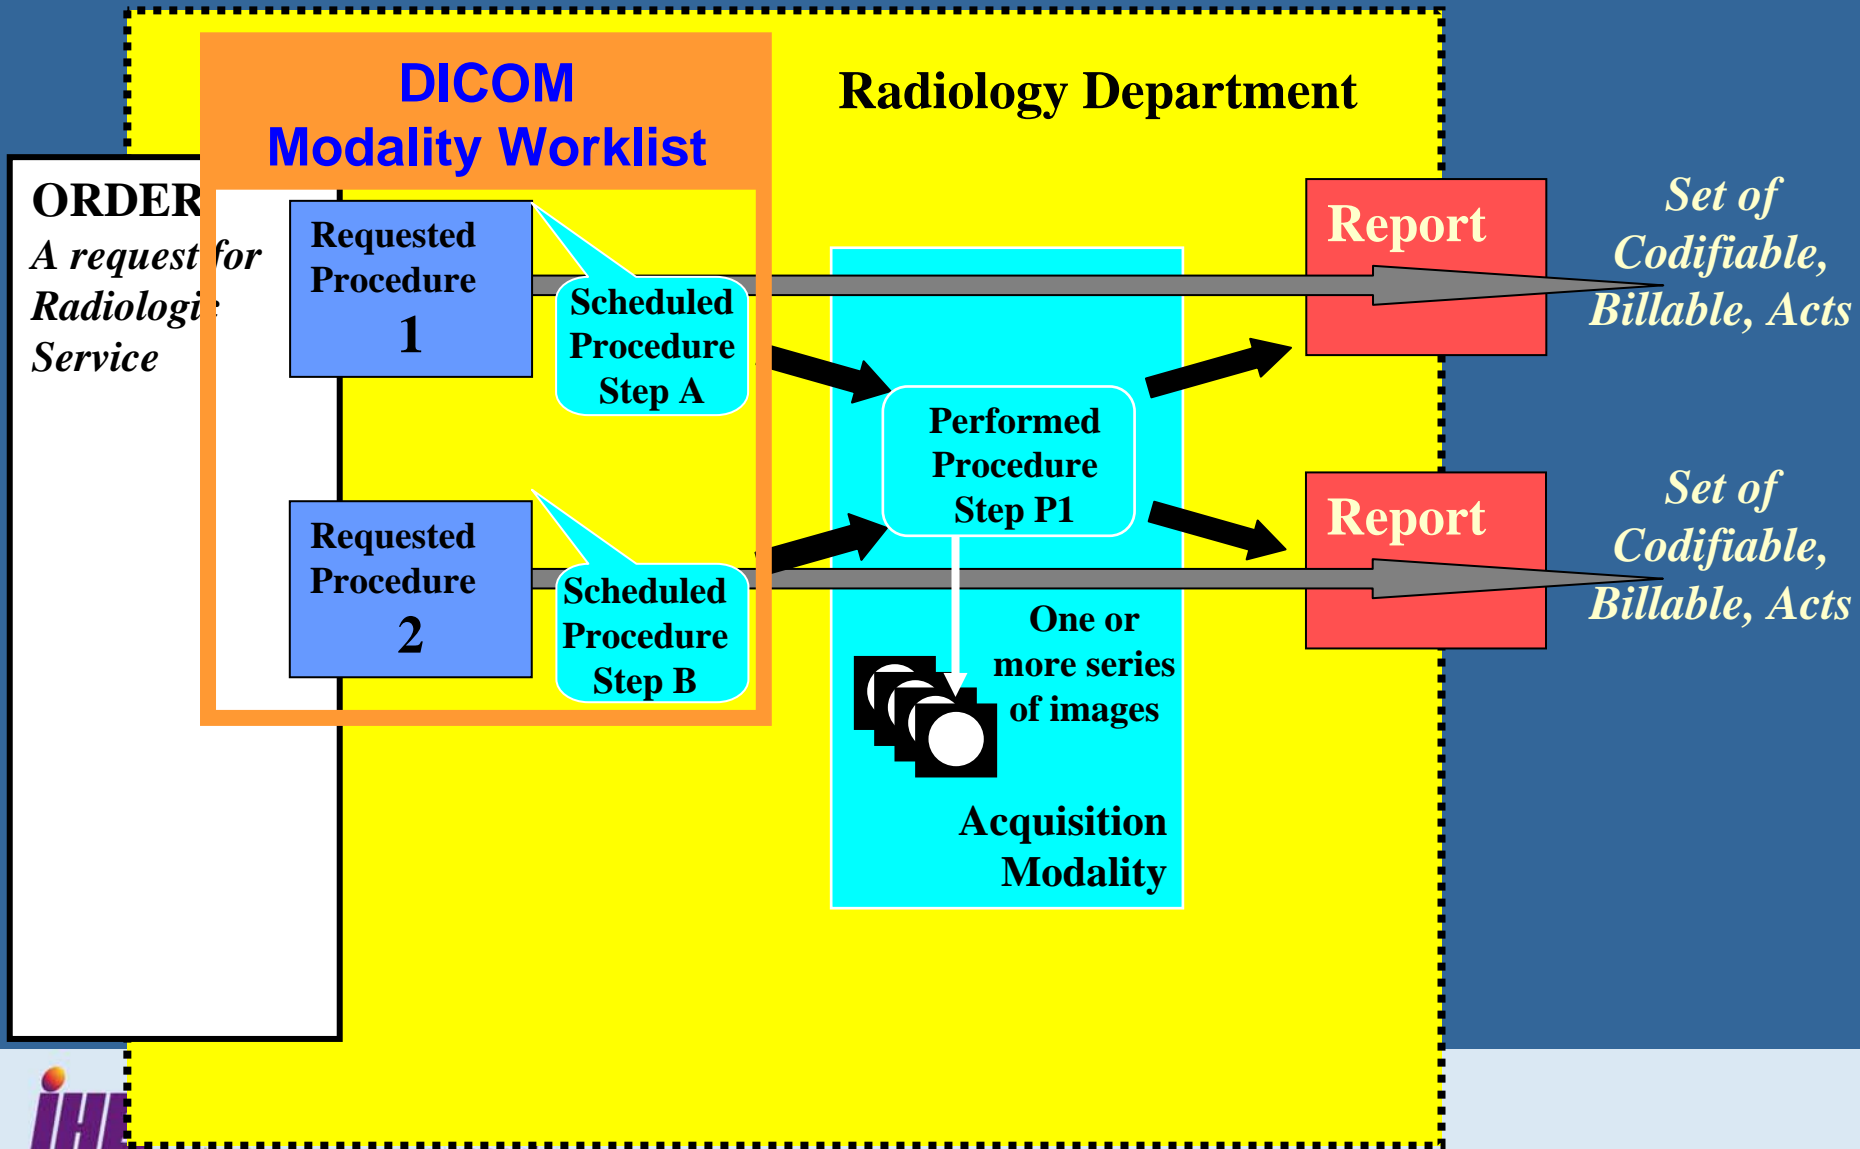 DICOM
Modality Worklist
Radiology Department
ORDER
A request for
Radiologic
Service
Requested
Procedure
1
Scheduled
Procedure
Step A
Performed
Procedure
Step P1
Report
Set of
Codifiable,
Billable, Acts
Requested
Procedure
2
Scheduled
Procedure
Step B
One or
more series
of images
Acquisition
Modality
Report
Set of
Codifiable,
Billable, Acts
IHE